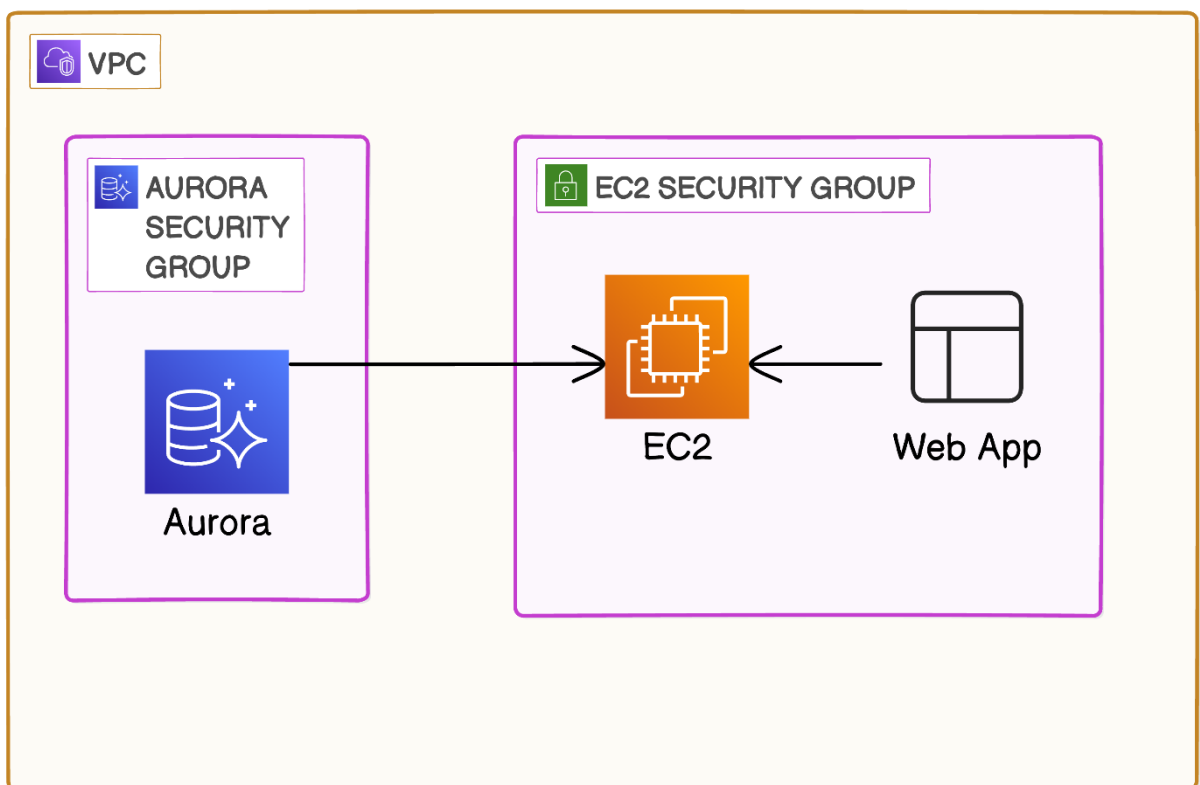 VPC
AURORA
SECURITY
GROUP
EC2 SECURITY GROUP
EC2
Web App
Aurora